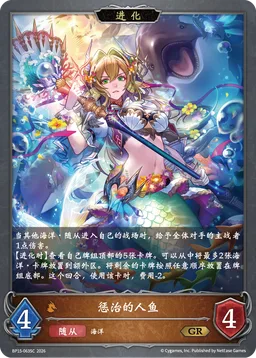 进化
当其他海洋·随从进入自己的战场时，给予全体对手的主战者
1点伤害。
【进化时】查看自己牌组顶部的5张卡牌。可以从中将最多2张海
洋·卡牌放置到额外区。将剩余的卡牌按任意顺序放置在牌
组底部。这个回合，使用该卡时，费用-2。
惩治的人鱼
4
随从 海洋
GR
4
BP15-063SC 2026
© Cygames, Inc. Published by NetEase Games